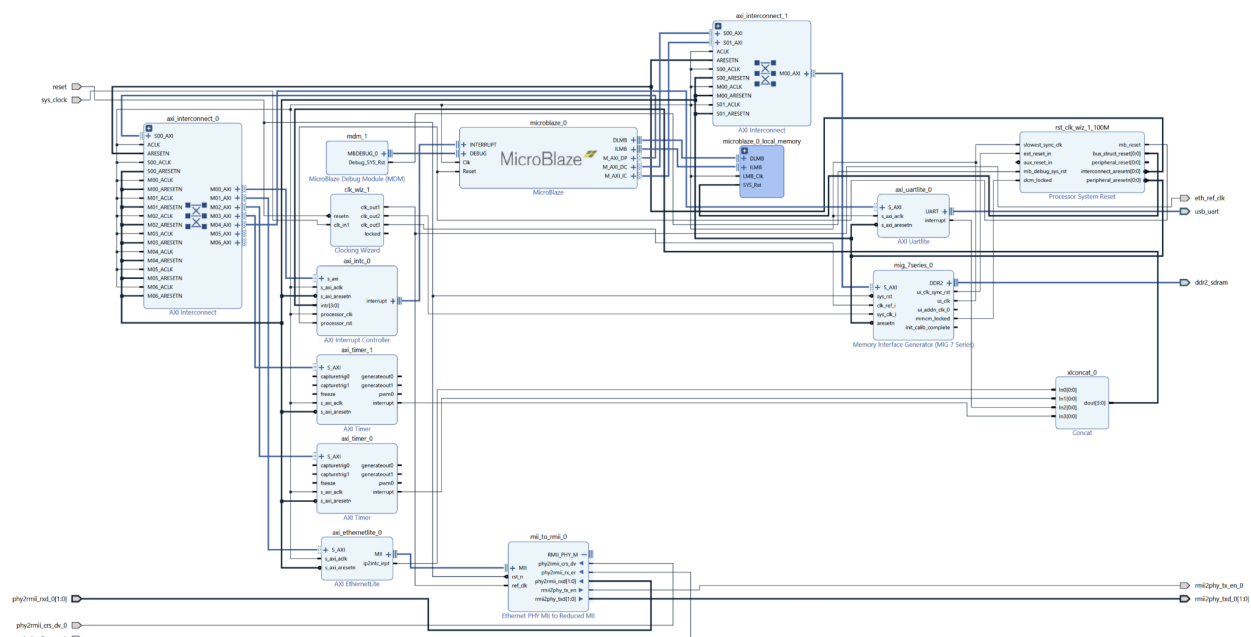 reset
sys_clock
axi_interconnect_0
S00_AXI
ACLK
ARESETN
S00_ACLK
S00_ARESETN
M00_ACLK
M00_ARESETN
M01_ACLK
M01_ARESETN
M02_ACLK
M02_ARESETN
M03_ACLK
M03_ARESETN
M04_ACLK
M04_ARESETN
M05_ACLK
M05_ARESETN
M06_ACLK
M06_ARESETN
M00_AXI
M01_AXI
M02_AXI
M03_AXI
M04_AXI
M05_AXI
M06_AXI
AXI Interconnect
mdm_1
MBDEBUG_0
Debug_SYS_Rst
MicroBlaze Debug Module (MDM)
clk_wiz_1
resetn
clk_in1
clk_out1
clk_out2
clk_out3
locked
Clocking Wizard
axi_intc_0
s_axi
s_axi_aclk
s_axi_aresetn
intr[3:0]
processor_clk
processor_rst
interrupt
AXI Interrupt Controller
axi_timer_1
S_AXI
capturetrig0
capturetrig1
freeze
s_axi_aclk
s_axi_aresetn
generateout0
generateout1
pwm0
interrupt
AXI Timer
axi_timer_0
S_AXI
capturetrig0
capturetrig1
freeze
s_axi_aclk
s_axi_aresetn
generateout0
generateout1
pwm0
interrupt
AXI Timer
axi_ethernetlite_0
S_AXI
s_axi_aclk
s_axi_aresetn
MII
ip2intc_irpt
AXI EthernetLite
microblaze_0
INTERRUPT
DEBUG
Clk
Reset
MicroBlaze
DLMB
ILMB
M_AXI_DP
M_AXI_DC
M_AXI_IC
MicroBlaze
axi_interconnect_1
S00_AXI
S01_AXI
ACLK
ARESETN
S00_ACLK
S00_ARESETN
M00_ACLK
M00_ARESETN
S01_ACLK
S01_ARESETN
M00_AXI
AXI Interconnect
microblaze_0_local_memory
DLMB
ILMB
LMB_Clk
SYS_Rst
rst_clk_wiz_1_100M
slowest_sync_clk
ext_reset_in
aux_reset_in
mb_debug_sys_rst
dcm_locked
mb_reset
bus_struct_reset[0:0]
peripheral_reset[0:0]
interconnect_aresetn[0:0]
peripheral_aresetn[0:0]
Processor System Reset
axi_uartlite_0
S_AXI
s_axi_aclk
s_axi_aresetn
UART
interrupt
AXI Uartlite
mig_7series_0
S_AXI
sys_rst
clk_ref_i
sys_clk_i
aresetn
DDR2
ui_clk_sync_rst
ui_clk
ui_addn_clk_0
mmcm_locked
init_calib_complete
Memory Interface Generator (MIG 7 Series)
xlconcat_0
In0[0:0]
In1[0:0]
In2[0:0]
In3[0:0]
dout[3:0]
Concat
mii_to_rmii_0
MII
rst_n
ref_clk
RMII_PHY_M
phy2rmii_crs_dv
phy2rmii_rx_er
phy2rmii_rxd[1:0]
rmii2phy_tx_en
rmii2phy_txd[1:0]
Ethernet PHY MII to Reduced MII
eth_ref_clk
usb_uart
ddr2_sdram
rmii2phy_tx_en_0
rmii2phy_txd_0[1:0]
phy2rmii_rxd_0[1:0]
phy2rmii_crs_dv_0